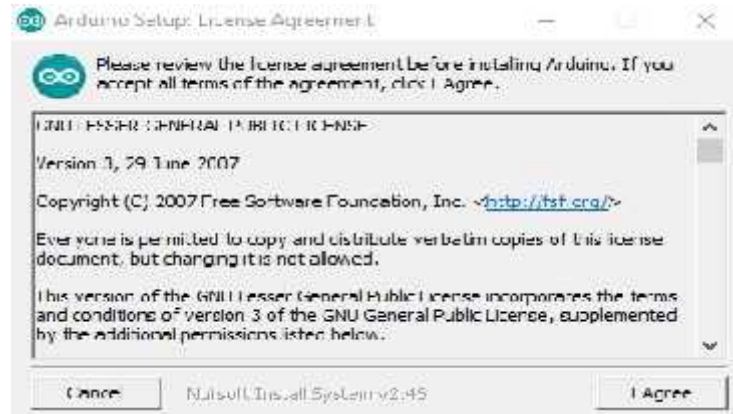 Arduino Setup: License Agreement
Please review the license agreement before installing Arduino. If you
accept all terms of the agreement, click I Agree.
GNU LESSER GENERAL PUBLIC LICENSE
Version 3, 29 June 2007
Copyright (C) 2007 Free Software Foundation, Inc. <http://fsf.org/>
Everyone is permitted to copy and distribute verbatim copies of this license
document, but changing it is not allowed.
This version of the GNU Lesser General Public License incorporates the terms
and conditions of version 3 of the GNU General Public License, supplemented
by the additional permissions listed below.
Cancel
Nullsoft Install System v2.46
I Agree